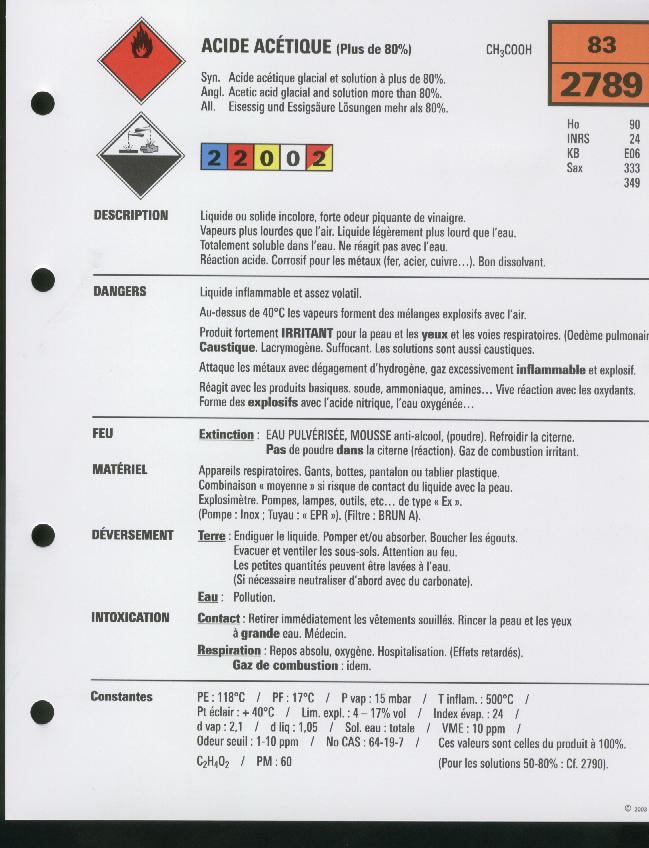 ACIDE ACÉTIQUE (Plus de 80%)
CH₃COOH
83
2789
Syn. Acide acétique glacial et solution à plus de 80%.
Angl. Acetic acid glacial and solution more than 80%.
All. Eisessig und Essigsäure Lösungen mehr als 80%.
Ho 90
INRS 24
KB E06
Sax 333
349
2 2 0 0 2
DESCRIPTION
Liquide ou solide incolore, forte odeur piquante de vinaigre.
Vapeurs plus lourdes que l'air. Liquide légèrement plus lourd que l'eau.
Totalement soluble dans l'eau. Ne réagit pas avec l'eau.
Réaction acide. Corrosif pour les métaux (fer, acier, cuivre...). Bon dissolvant.
DANGERS
Liquide inflammable et assez volatil.
Au-dessus de 40°C les vapeurs forment des mélanges explosifs avec l'air.
Produit fortement IRRITANT pour la peau et les yeux et les voies respiratoires. (Oedème pulmonair
Caustique. Lacrymogène. Suffocant. Les solutions sont aussi caustiques.
Attaque les métaux avec dégagement d'hydrogène, gaz excessivement inflammable et explosif.
Réagit avec les produits basiques. soude, ammoniaque, amines... Vive réaction avec les oxydants.
Forme des explosifs avec l'acide nitrique, l'eau oxygénée...
FEU
Extinction : EAU PULVÉRISÉE, MOUSSE anti-alcool, (poudre). Refroidir la citerne.
Pas de poudre dans la citerne (réaction). Gaz de combustion irritant.
MATÉRIEL
Appareils respiratoires. Gants, bottes, pantalon ou tablier plastique.
Combinaison « moyenne » si risque de contact du liquide avec la peau.
Explosimètre. Pompes, lampes, outils, etc... de type « Ex ».
(Pompe : Inox ; Tuyau : « EPR »). (Filtre : BRUN A).
DÉVERSEMENT
Terre : Endiguer le liquide. Pomper et/ou absorber. Boucher les égouts.
Evacuer et ventiler les sous-sols. Attention au feu.
Les petites quantités peuvent être lavées à l'eau.
(Si nécessaire neutraliser d'abord avec du carbonate).
Eau : Pollution.
INTOXICATION
Contact : Retirer immédiatement les vêtements souillés. Rincer la peau et les yeux
à grande eau. Médecin.
Respiration : Repos absolu, oxygène. Hospitalisation. (Effets retardés).
Gaz de combustion : idem.
Constantes
PE : 118°C / PF : 17°C / P vap : 15 mbar / T inflam. : 500°C /
Pt éclair : + 40°C / Lim. expl. : 4 – 17% vol / Index évap. : 24 /
d vap : 2,1 / d liq : 1,05 / Sol. eau : totale / VME : 10 ppm /
Odeur seuil : 1-10 ppm / No CAS : 64-19-7 / Ces valeurs sont celles du produit à 100%.
C₂H₄O₂ / PM : 60 (Pour les solutions 50-80% : Cf. 2790).
© 2003